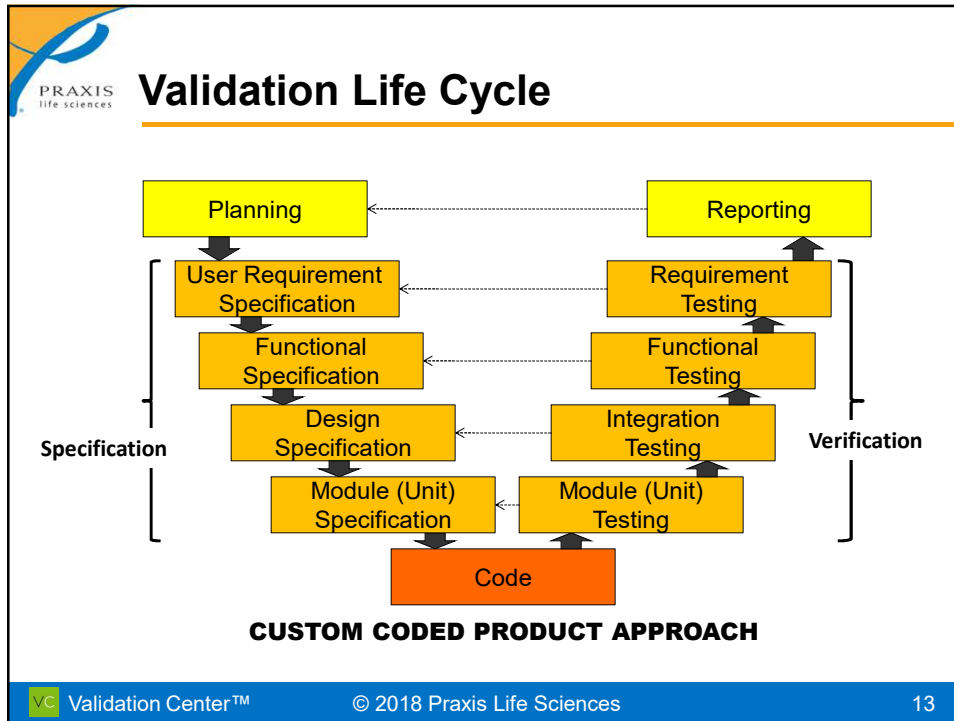 PRAXIS
life sciences
Validation Life Cycle
Planning
Reporting
User Requirement
Specification
Requirement
Testing
Functional
Specification
Functional
Testing
Design
Specification
Integration
Testing
Specification
Verification
Module (Unit)
Specification
Module (Unit)
Testing
Code
CUSTOM CODED PRODUCT APPROACH
VC Validation Center™ © 2018 Praxis Life Sciences 13